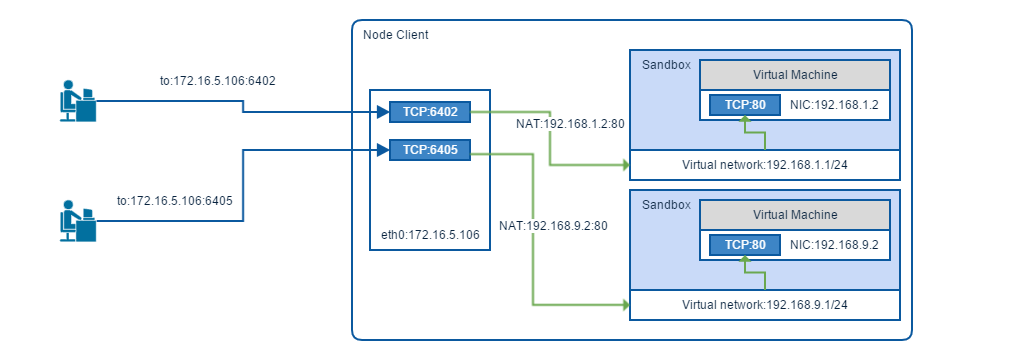 Node Client
to:172.16.5.106:6402
to:172.16.5.106:6405
TCP:6402
TCP:6405
eth0:172.16.5.106
NAT:192.168.1.2:80
NAT:192.168.9.2:80
Sandbox
Virtual Machine
TCP:80
NIC:192.168.1.2
Virtual network:192.168.1.1/24
Sandbox
Virtual Machine
TCP:80
NIC:192.168.9.2
Virtual network:192.168.9.1/24